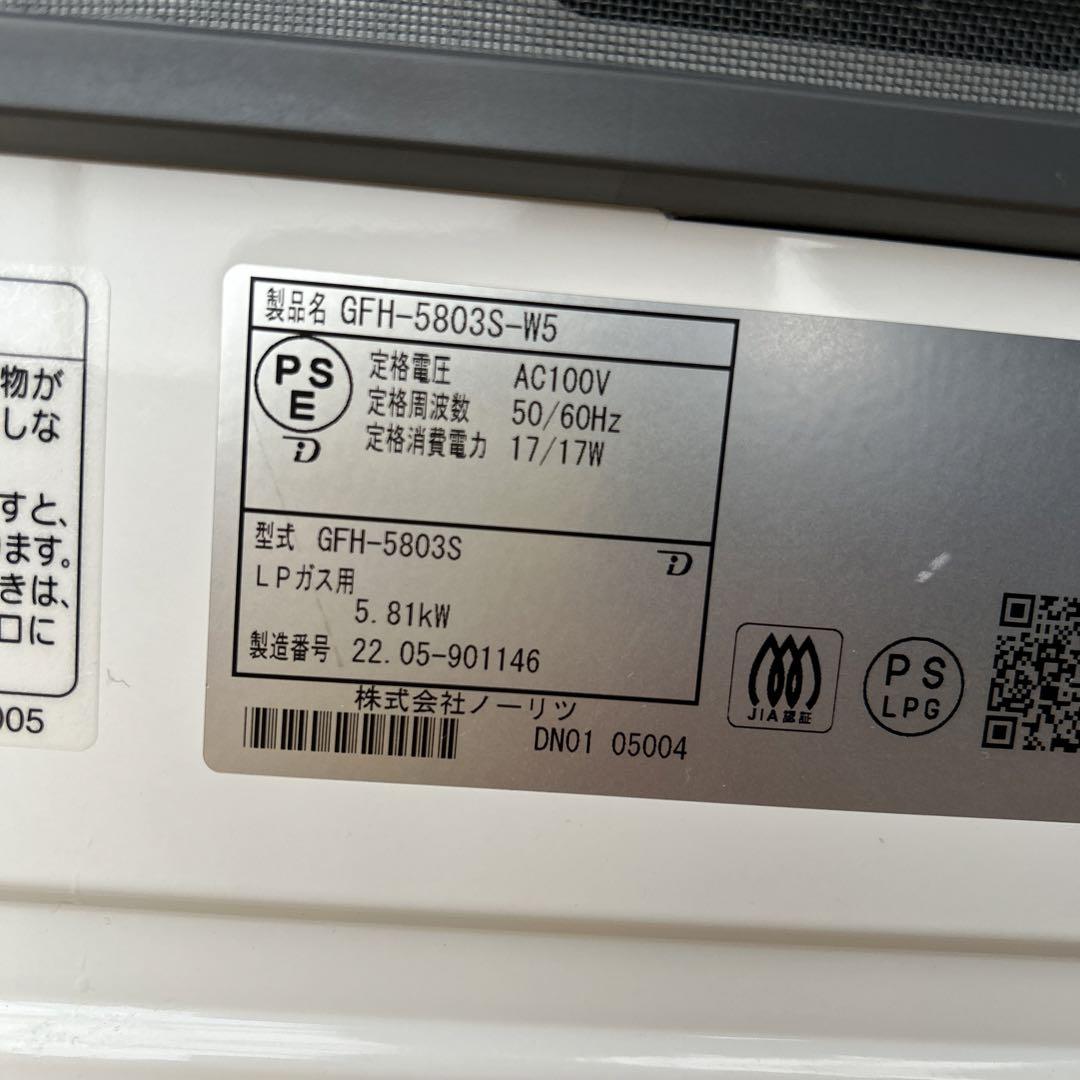 物が
しな
すと、
ります。
きは、
口に
005
製品名 GFH-5803S-W5
PS
E
定格電圧 AC100V
定格周波数 50/60Hz
定格消費電力 17/17W
型式 GFH-5803S
LPガス用
5.81kW
製造番号 22.05-901146
株式会社ノーリツ
DN01 05004
JIA認証
PS
LPG